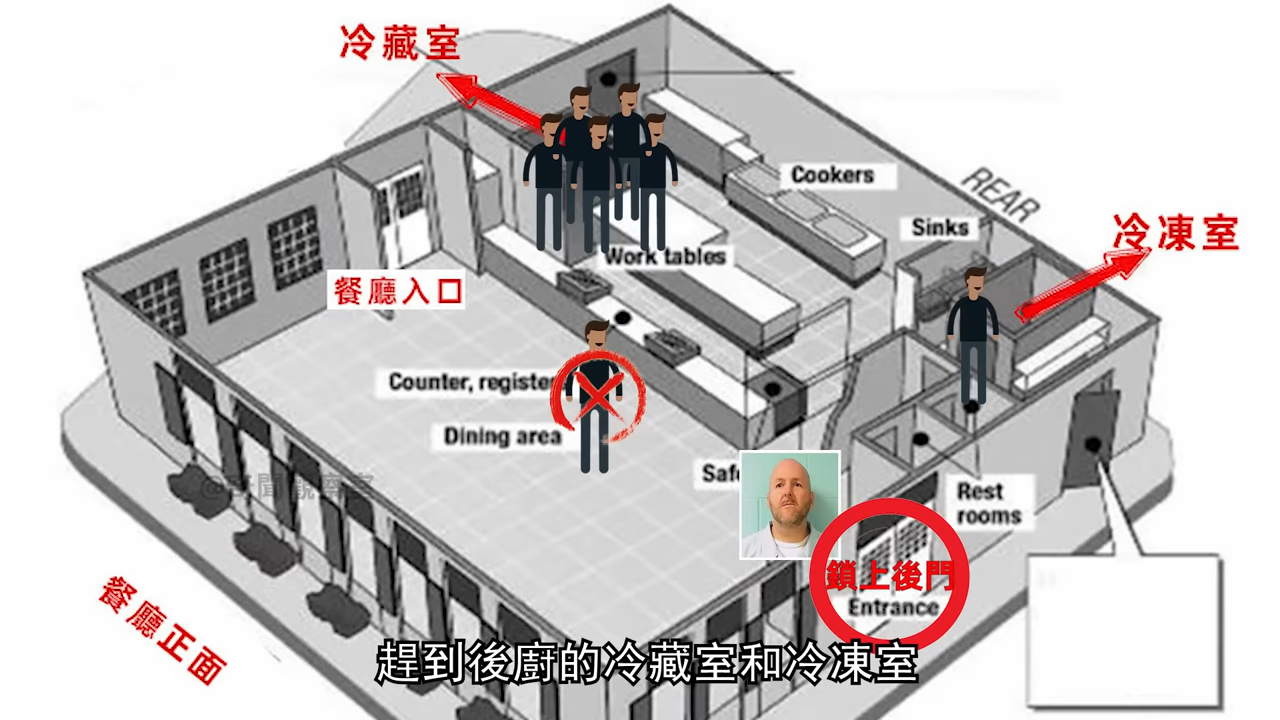 冷藏室
Cookers
REAR
Sinks
冷凍室
Work tables
餐廳入口
Counter, register
Dining area
Safe
Rest
rooms
鎖上後門
Entrance
餐廳正面
趕到後廚的冷藏室和冷凍室